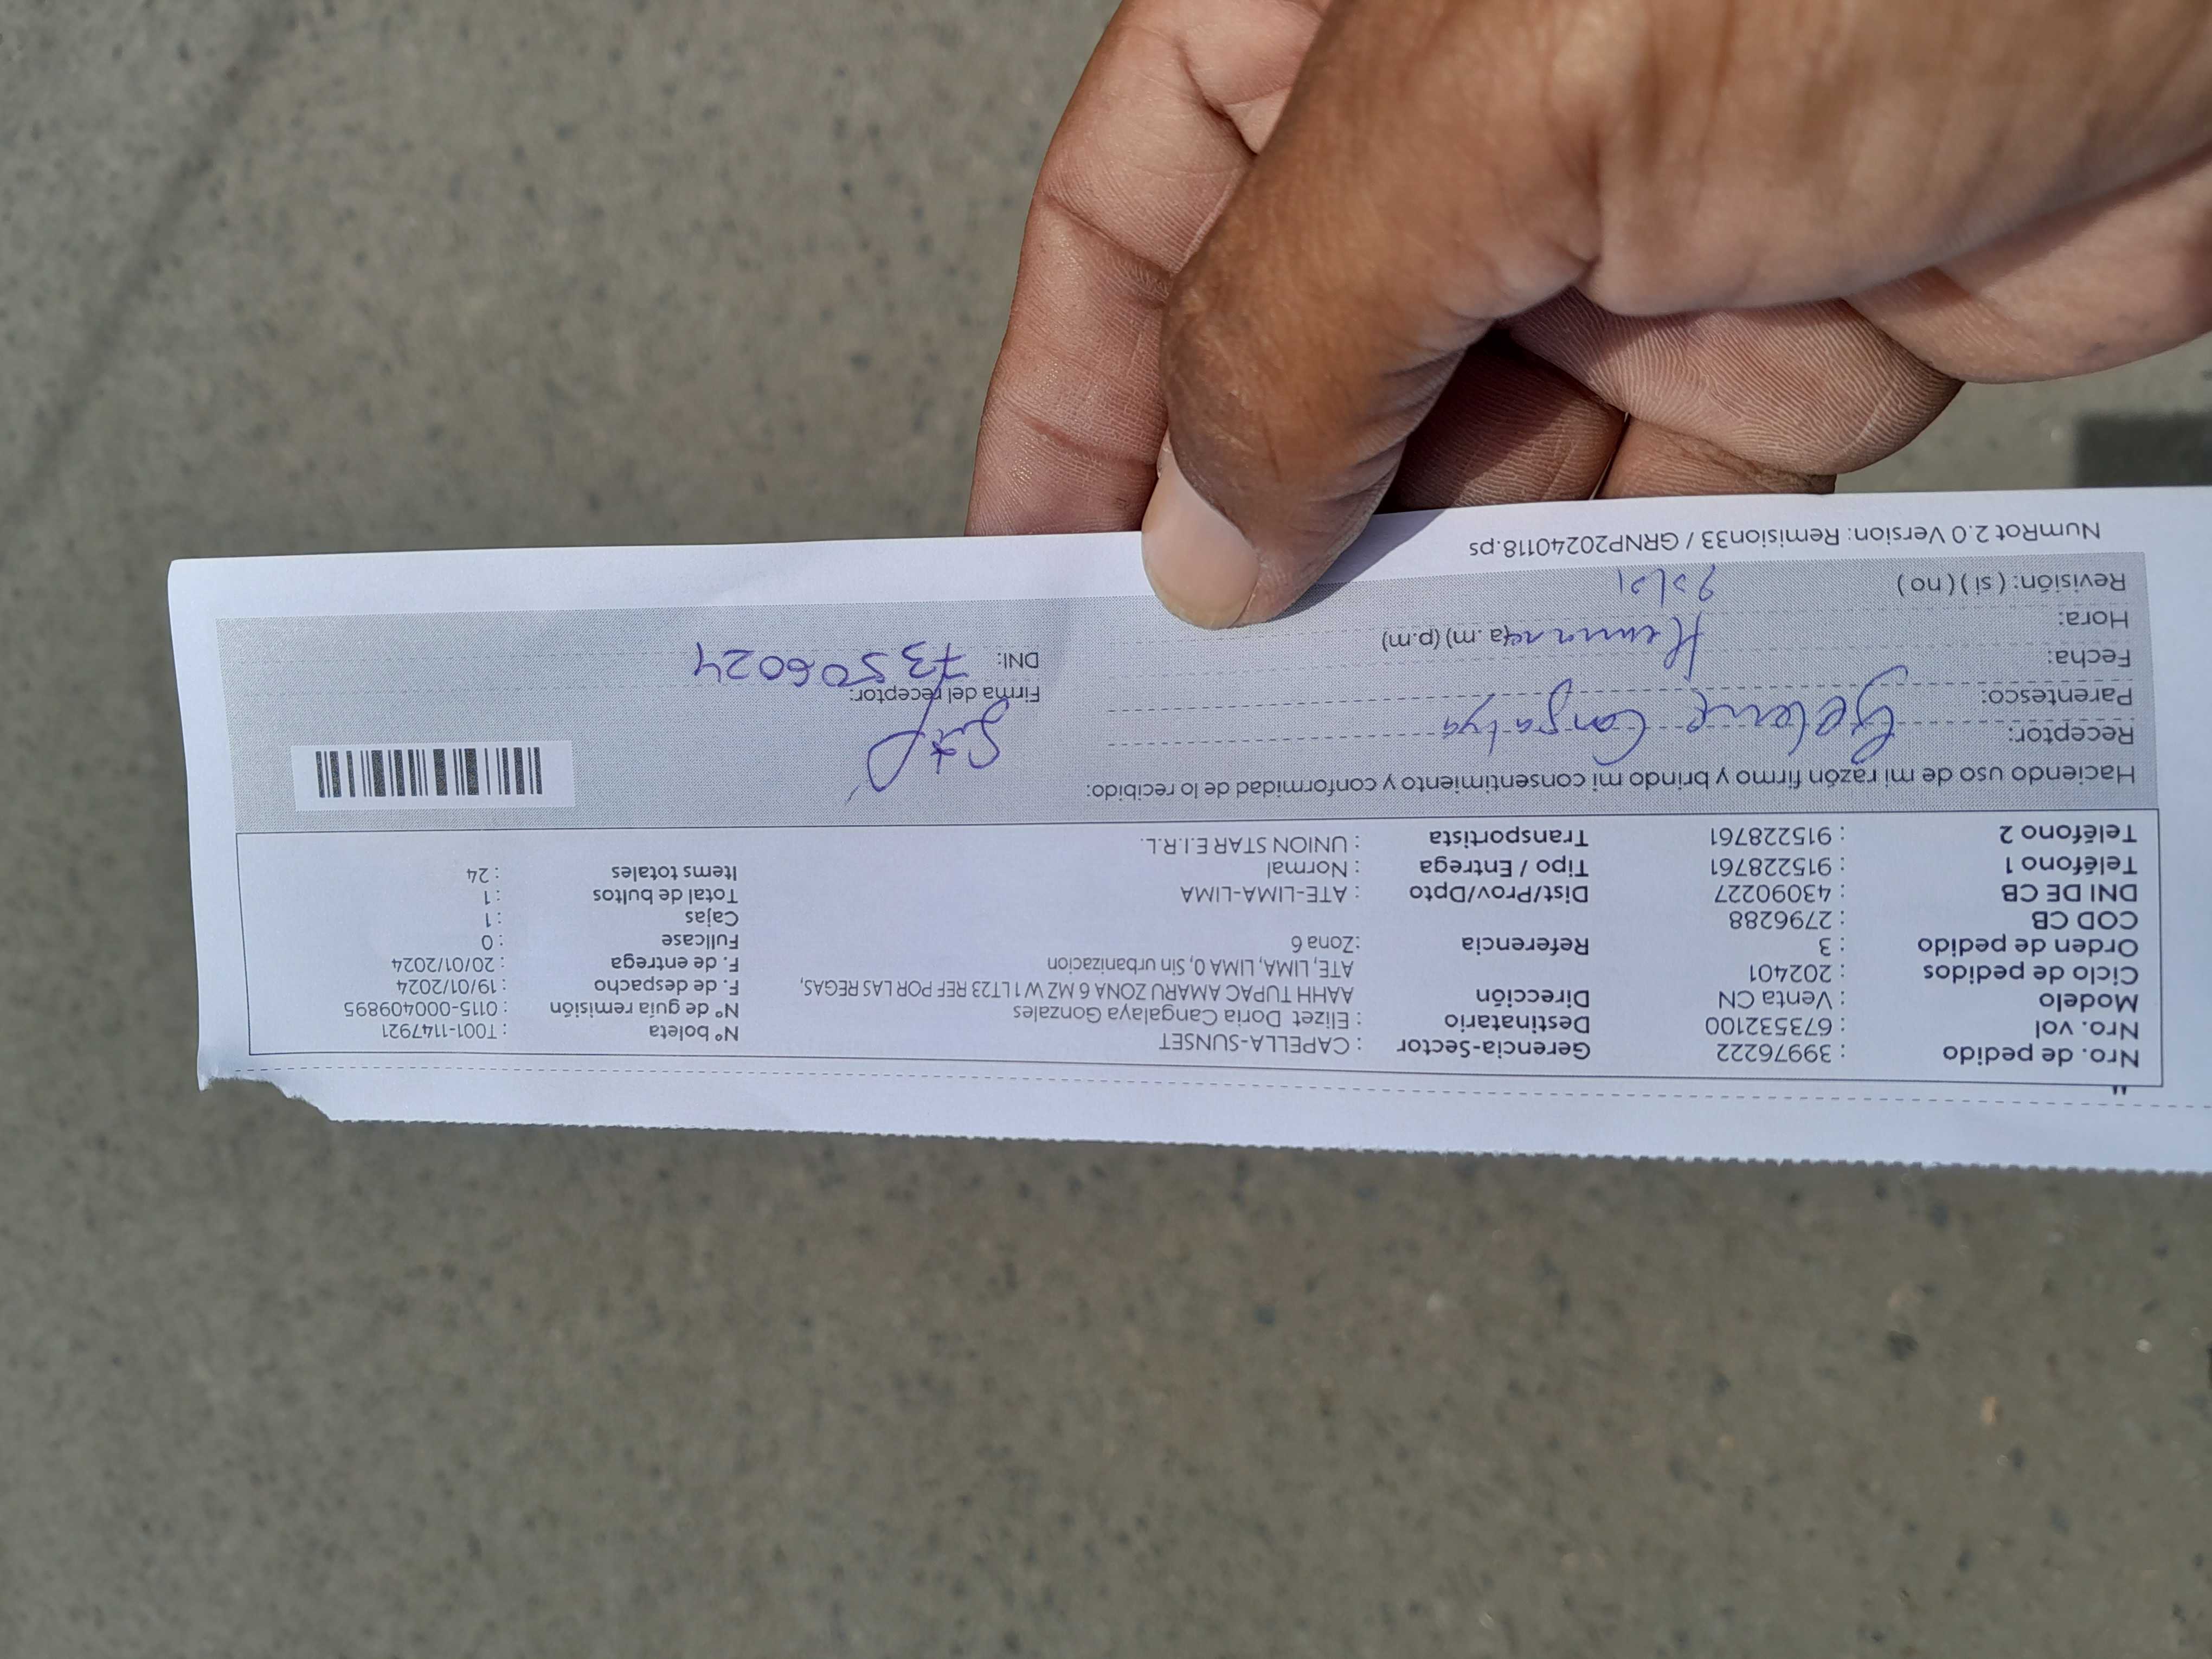 Nro. de pedido : 39976222 Gerencia-Sector : CAPELLA-SUNSET Nº boleta : T001-1147921
Nro. vol : 673532100 Destinatario : Elizet Doria Cangalaya Gonzales Nº de guia remisión : 0115-000409895
Modelo : Venta CN Dirección AAHH TUPAC AMARU ZONA 6 MZ W 1 LT23 REF POR LAS REGAS, F. de despacho : 19/01/2024
Ciclo de pedidos : 202401 ATE, LIMA, LIMA 0, Sin urbanizacion F. de entrega : 20/01/2024
Orden de pedido : 3 Referencia :Zona 6 Fullcase : 0
COD CB : 2796288 Cajas : 1
DNI DE CB : 43090227 Dist/Prov/Dpto : ATE-LIMA-LIMA Total de bultos : 1
Teléfono 1 : 915228761 Tipo / Entrega : Normal Items totales : 24
Teléfono 2 : 915228761 Transportista : UNION STAR E.I.R.L.
Haciendo uso de mi razón firmo y brindo mi consentimiento y conformidad de lo recibido:
Receptor:
Parentesco: Firma del receptor:
Fecha: DNI: 73506024
Hora: (a.m) (p.m)
Revisión: ( si ) ( no )
NumRot 2.0 Version: Remision33 / GRNP20240118.ps